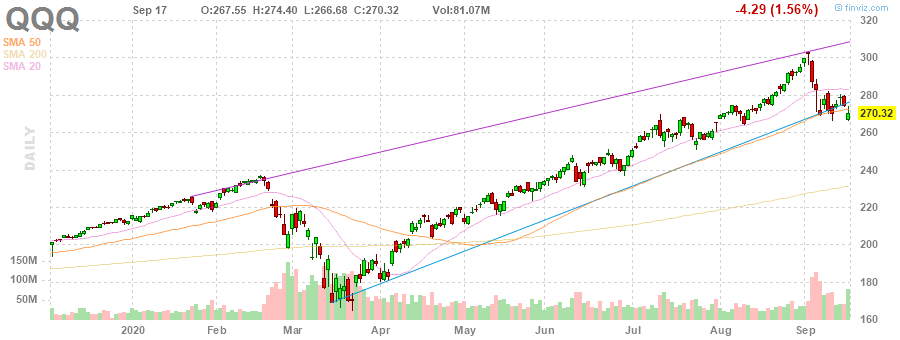 QQQ Sep 17 O:267.55 H:274.40 L:266.68 C:270.32 Vol:81.07M -4.29 (1.56%) © finviz.com
SMA 50
SMA 200
SMA 20
DAILY
320
300
280
270.32
260
240
220
200
180
160
150M
100M
50M
2020 Feb Mar Apr May Jun Jul Aug Sep